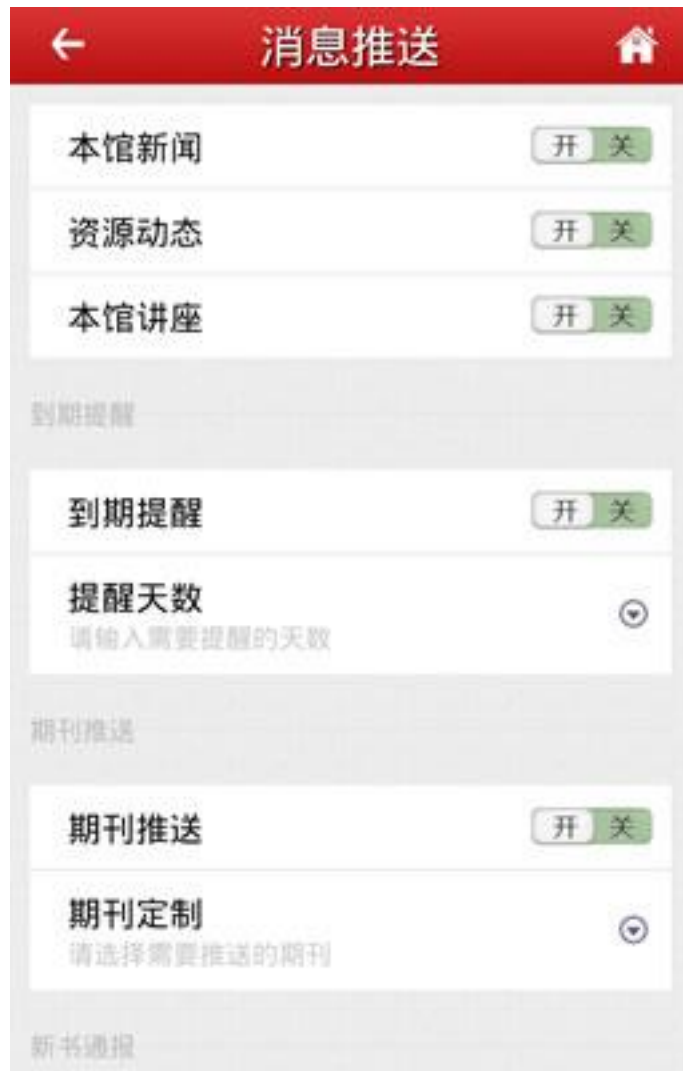 消息推送
本馆新闻 开 关
资源动态 开 关
本馆讲座 开 关
到期提醒
到期提醒 开 关
提醒天数
请输入需要提醒的天数
期刊推送
期刊推送 开 关
期刊定制
请选择需要推送的期刊
新书通报